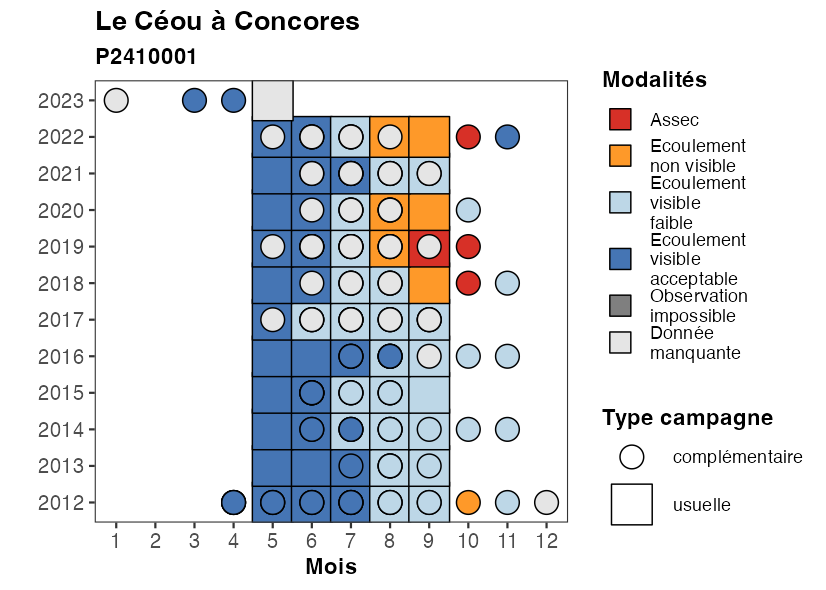 Le Céou à Concores
P2410001
2023
2022
2021
2020
2019
2018
2017
2016
2015
2014
2013
2012
1 2 3 4 5 6 7 8 9 10 11 12
Mois
Modalités
Assec
Ecoulement
non visible
Ecoulement
visible
faible
Ecoulement
visible
acceptable
Observation
impossible
Donnée
manquante
Type campagne
complémentaire
usuelle